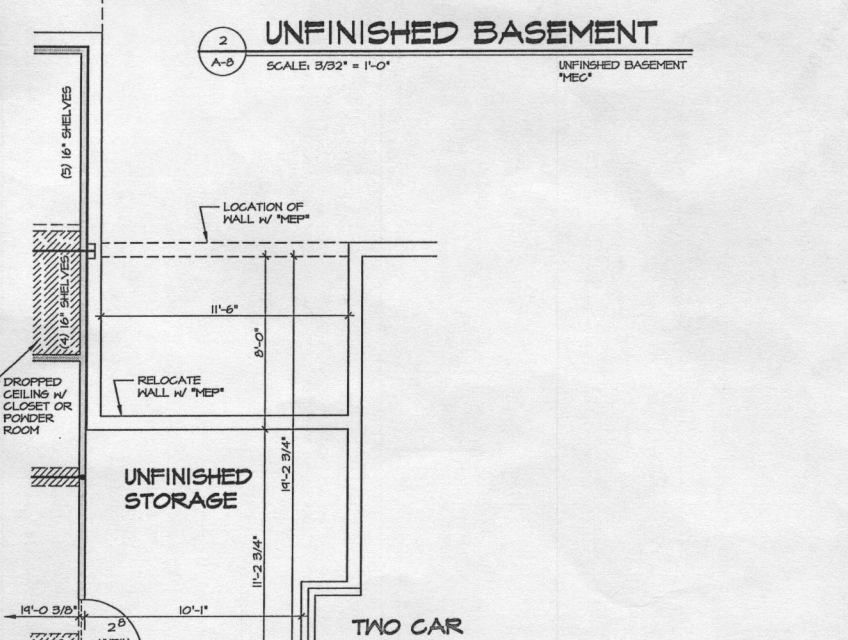 2
A-8
UNFINISHED BASEMENT
SCALE: 3/32" = 1'-0"
UNFINSHED BASEMENT
"MEC"
(5) 16" SHELVES
LOCATION OF
WALL W/ "MEP"
(4) 16" SHELVES
11'-6"
8'-0"
DROPPED
CEILING W/
CLOSET OR
POWDER
ROOM
RELOCATE
WALL W/ "MEP"
UNFINISHED
STORAGE
19'-2 3/4"
11'-2 3/4"
19'-0 3/8"
10'-1"
2⁸
TWO CAR